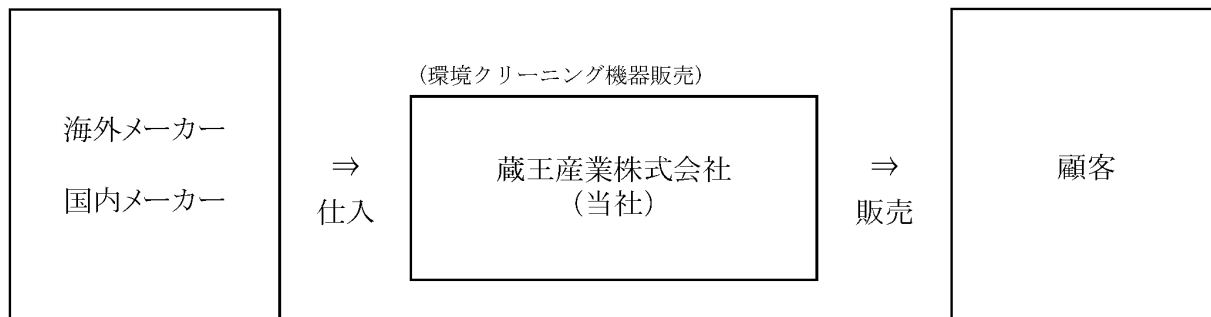 海外メーカー
国内メーカー
⇒
仕入
(環境クリーニング機器販売)
蔵王産業株式会社
(当社)
⇒
販売
顧客